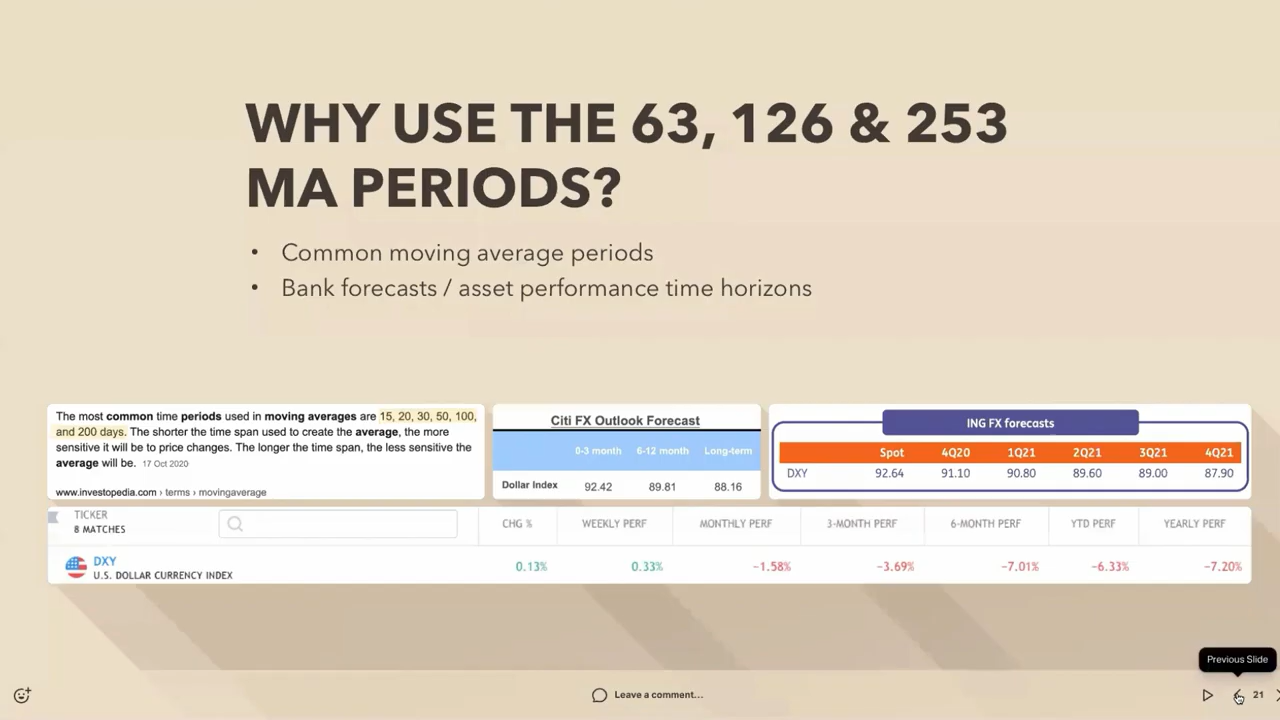 WHY USE THE 63, 126 & 253
MA PERIODS?
• Common moving average periods
• Bank forecasts / asset performance time horizons
The most common time periods used in moving averages are 15, 20, 30, 50, 100,
and 200 days. The shorter the time span used to create the average, the more
sensitive it will be to price changes. The longer the time span, the less sensitive the
average will be. 17 Oct 2020
www.investopedia.com › terms › movingaverage
Citi FX Outlook Forecast
0-3 month 6-12 month Long-term
Dollar Index 92.42 89.81 88.16
ING FX forecasts
Spot 4Q20 1Q21 2Q21 3Q21 4Q21
DXY 92.64 91.10 90.80 89.60 89.00 87.90
TICKER
8 MATCHES
CHG % WEEKLY PERF MONTHLY PERF 3-MONTH PERF 6-MONTH PERF YTD PERF YEARLY PERF
DXY
U.S. DOLLAR CURRENCY INDEX
0.13% 0.33% −1.58% −3.69% −7.01% −6.33% −7.20%
Previous Slide
Leave a comment...
21